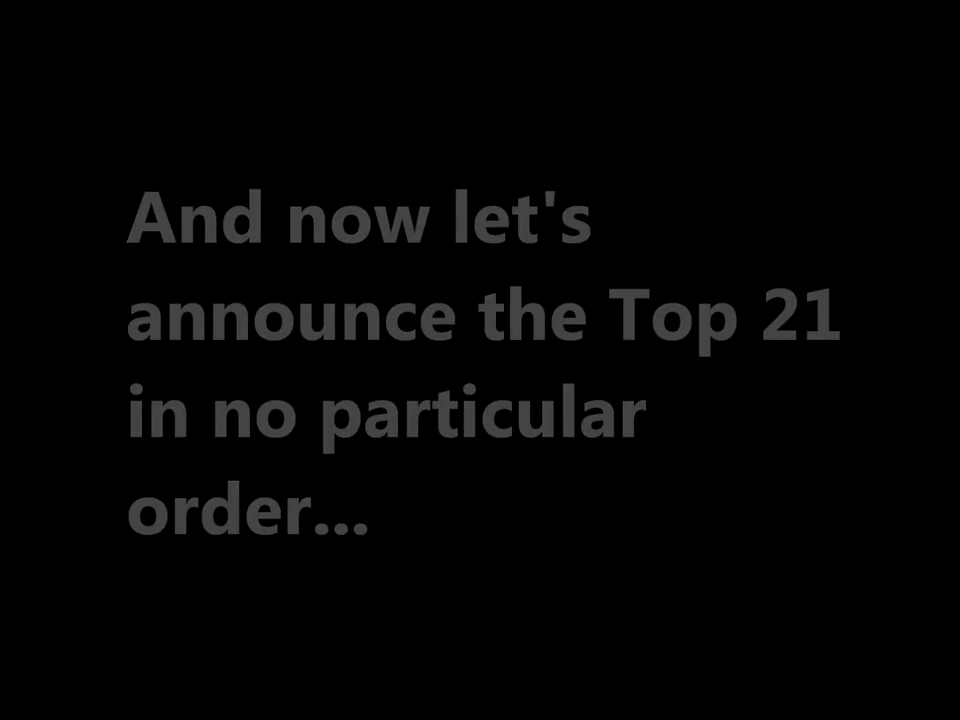 And now let's
announce the Top 21
in no particular
order...